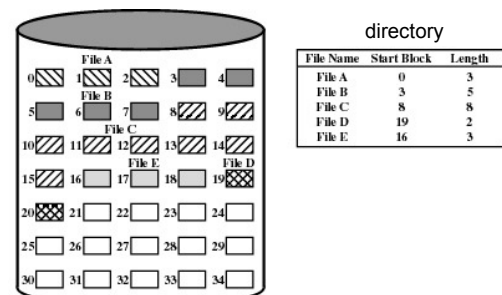 directory
File A
0 1 2 3 4
File B
5 6 7 8 9
File C
10 11 12 13 14
File E File D
15 16 17 18 19
20 21 22 23 24
25 26 27 28 29
30 31 32 33 34
File Name Start Block Length
File A 0 3
File B 3 5
File C 8 8
File D 19 2
File E 16 3